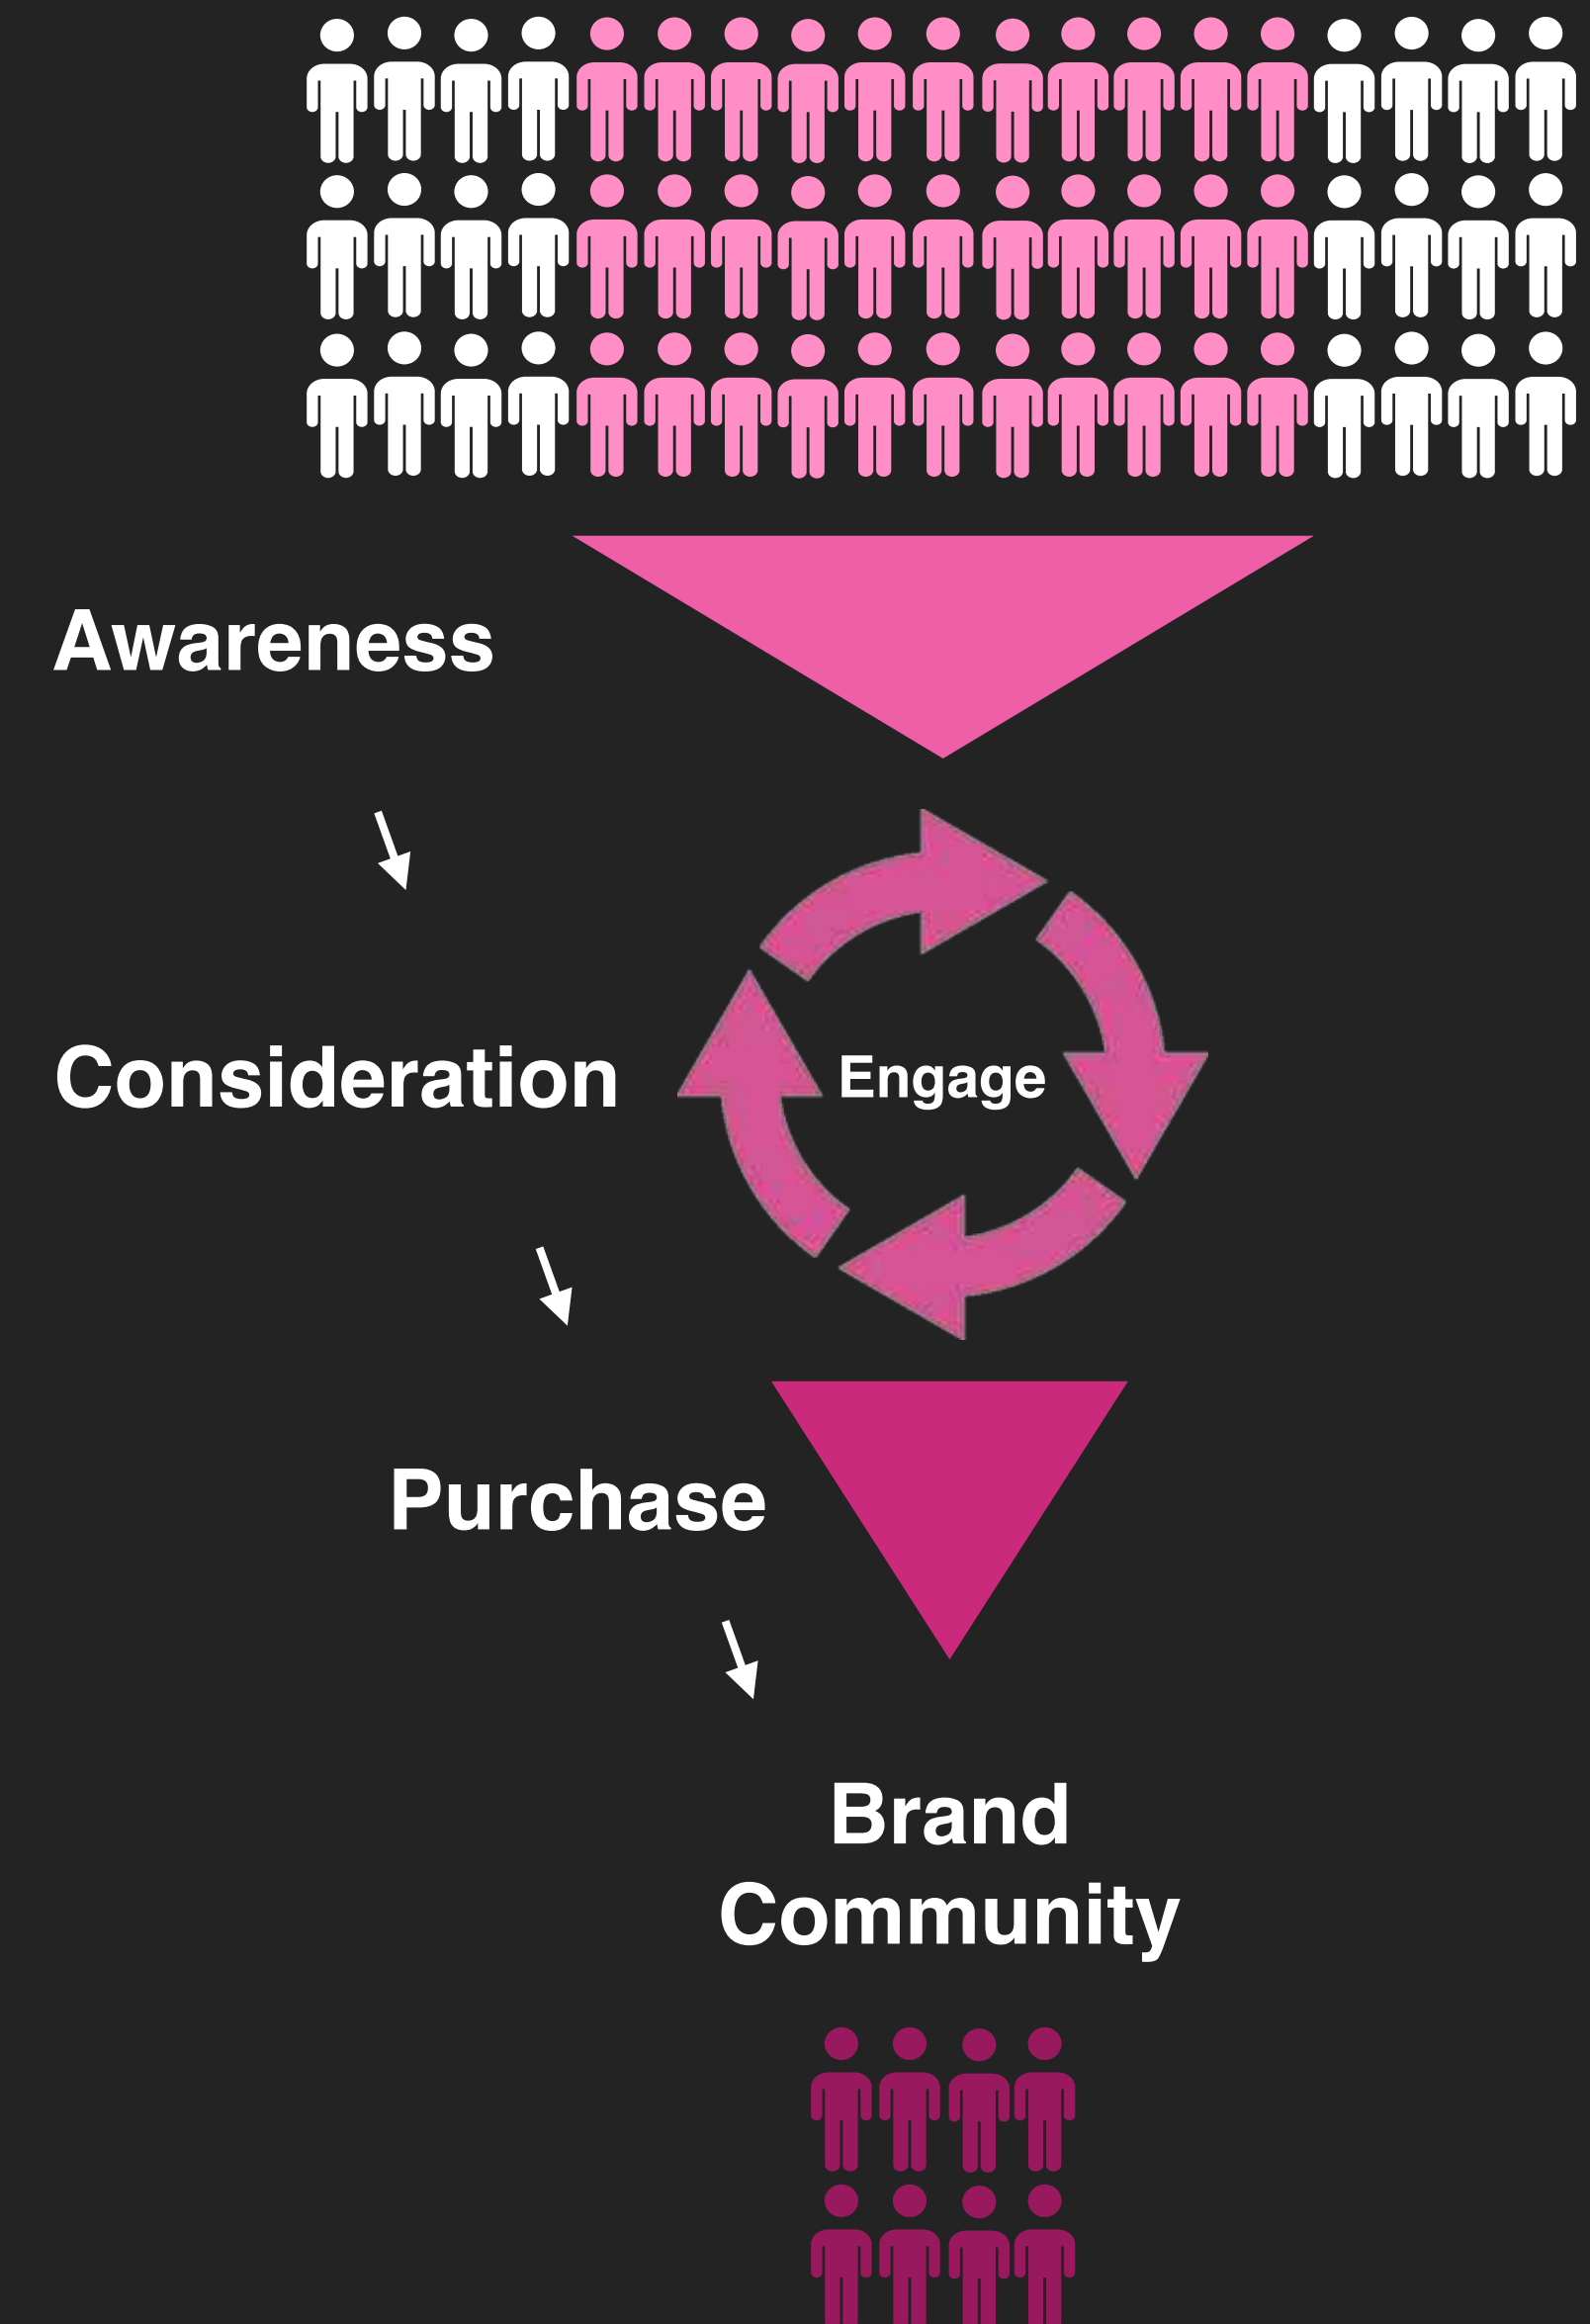 Awareness
Consideration
Engage
Purchase
Brand
Community